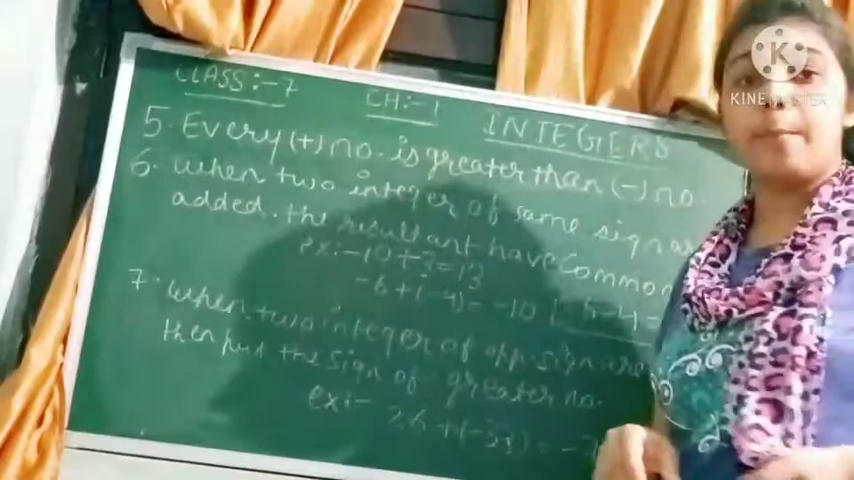 CLASS:-7 CH:-1 INTEGERS
5. Every (+) no. is greater than (-) no.
6. when two integer of same sign are
added. the resultant have common
ex:-10+3=13
-6+(-4)=-10
7. when two integer of opp. sign are
then put the sign of greater no.
ex:-
K
KINEMASTER